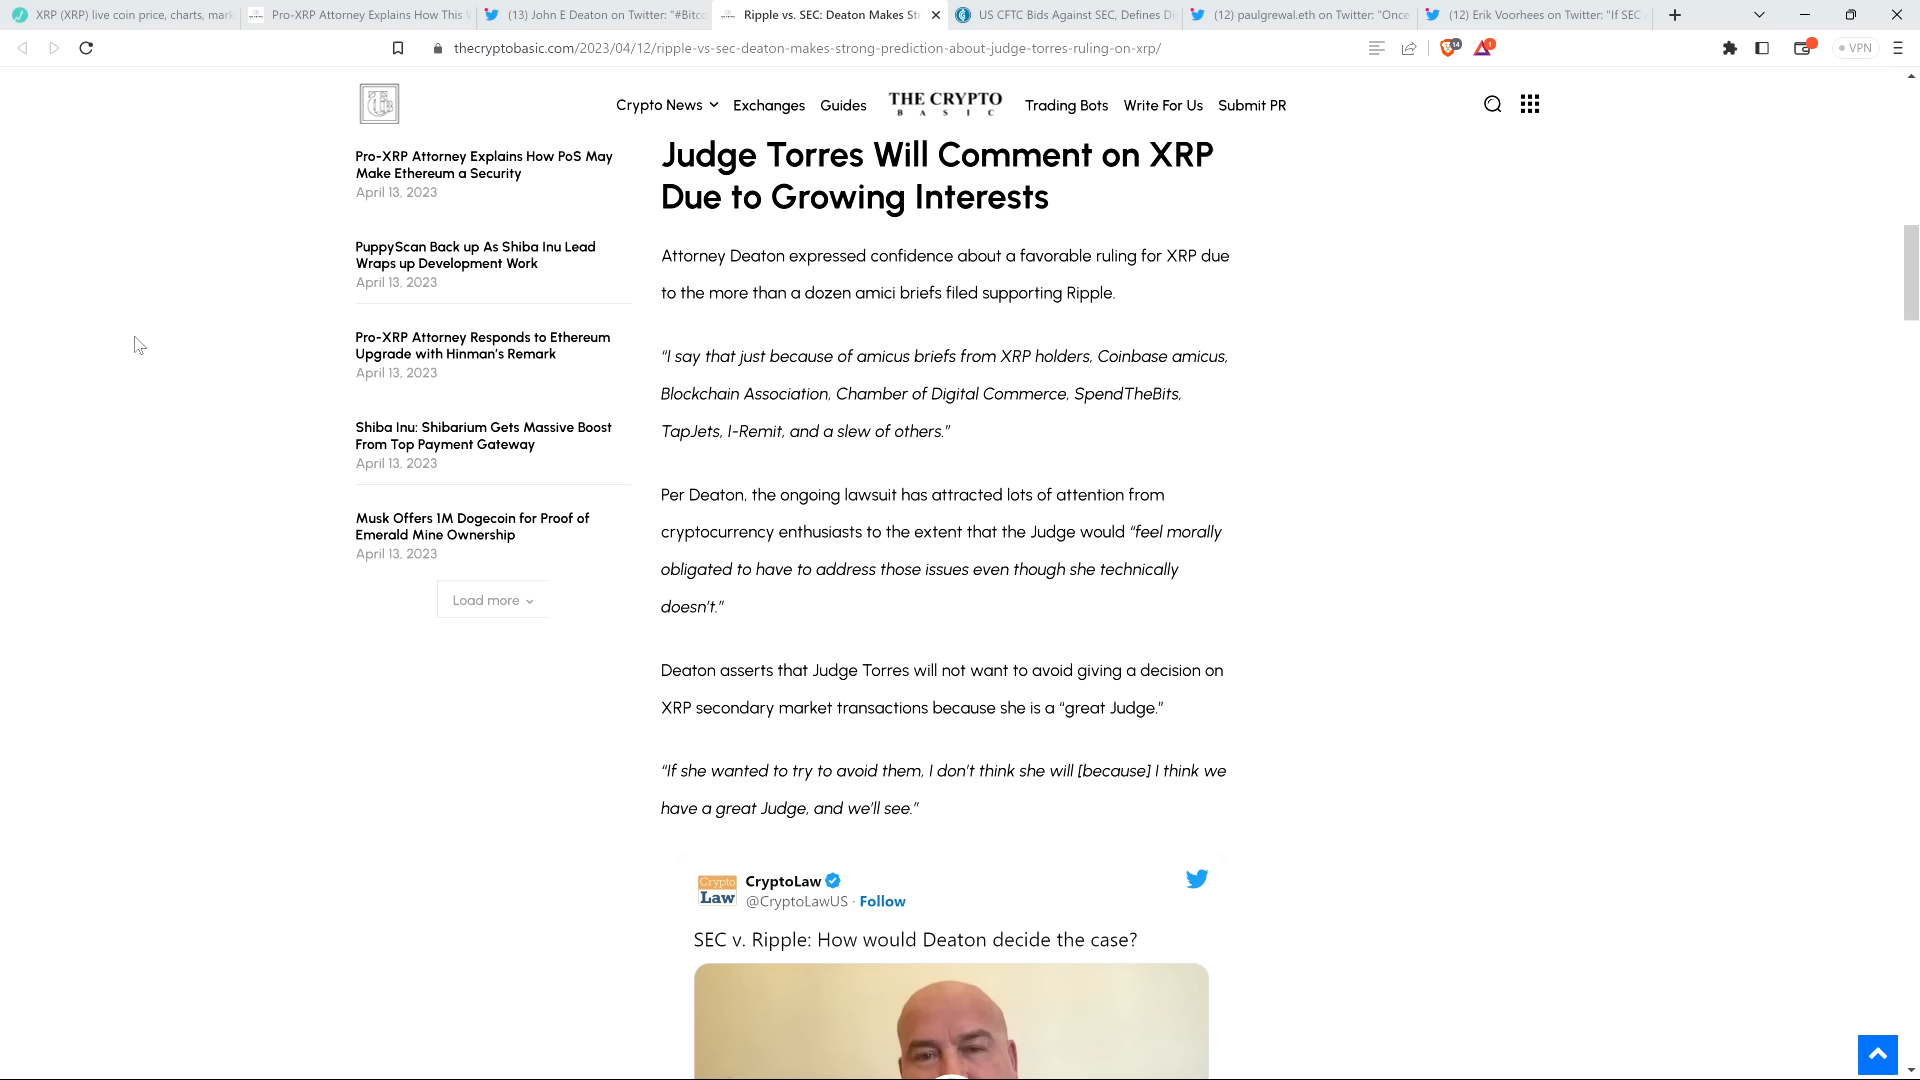 XRP (XRP) live coin price, charts, mark
Pro-XRP Attorney Explains How This
(13) John E Deaton on Twitter: "#Bitco
Ripple vs. SEC: Deaton Makes Str
US CFTC Bids Against SEC, Defines Di
(12) paulgrewal.eth on Twitter: "Once
(12) Erik Voorhees on Twitter: "If SEC
thecryptobasic.com/2023/04/12/ripple-vs-sec-deaton-makes-strong-prediction-about-judge-torres-ruling-on-xrp/
14
1
VPN
Crypto News
Exchanges
Guides
THE CRYPTO
BASIC
Trading Bots
Write For Us
Submit PR
Pro-XRP Attorney Explains How PoS May
Make Ethereum a Security
April 13, 2023
PuppyScan Back up As Shiba Inu Lead
Wraps up Development Work
April 13, 2023
Pro-XRP Attorney Responds to Ethereum
Upgrade with Hinman's Remark
April 13, 2023
Shiba Inu: Shibarium Gets Massive Boost
From Top Payment Gateway
April 13, 2023
Musk Offers 1M Dogecoin for Proof of
Emerald Mine Ownership
April 13, 2023
Load more
Judge Torres Will Comment on XRP
Due to Growing Interests
Attorney Deaton expressed confidence about a favorable ruling for XRP due
to the more than a dozen amici briefs filed supporting Ripple.
“I say that just because of amicus briefs from XRP holders, Coinbase amicus,
Blockchain Association, Chamber of Digital Commerce, SpendTheBits,
TapJets, I-Remit, and a slew of others.”
Per Deaton, the ongoing lawsuit has attracted lots of attention from
cryptocurrency enthusiasts to the extent that the Judge would “feel morally
obligated to have to address those issues even though she technically
doesn’t.”
Deaton asserts that Judge Torres will not want to avoid giving a decision on
XRP secondary market transactions because she is a “great Judge.”
“If she wanted to try to avoid them, I don’t think she will [because] I think we
have a great Judge, and we’ll see.”
Crypto
Law
CryptoLaw
@CryptoLawUS · Follow
SEC v. Ripple: How would Deaton decide the case?